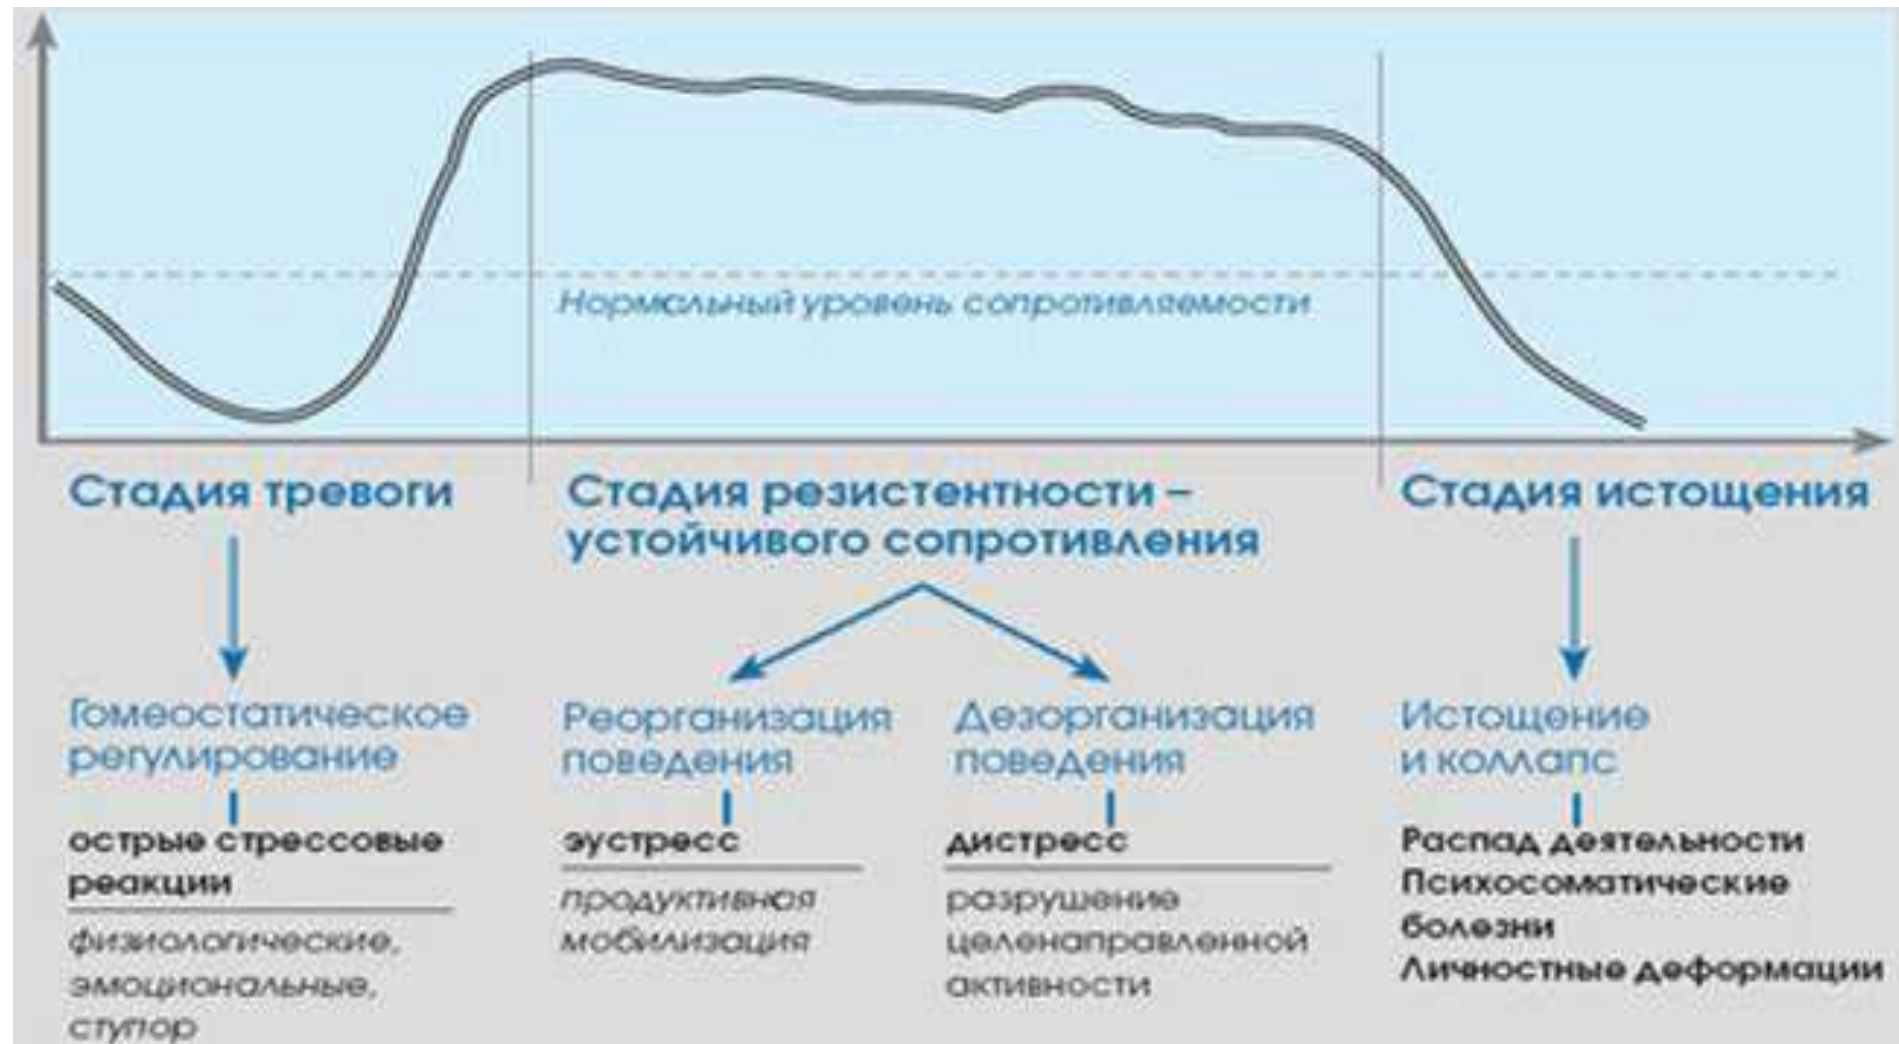 Нормальный уровень сопротивляемости
Стадия тревоги
Гомеостатическое
регулирование
острые стрессовые
реакции
физиологические,
эмоциональные,
ступор
Стадия резистентности –
устойчивого сопротивления
Реорганизация
поведения
эустресс
продуктивная
мобилизация
Дезорганизация
поведения
дистресс
разрушение
целенаправленной
активности
Стадия истощения
Истощение
и коллапс
Распад деятельности
Психосоматические
болезни
Личностные деформации